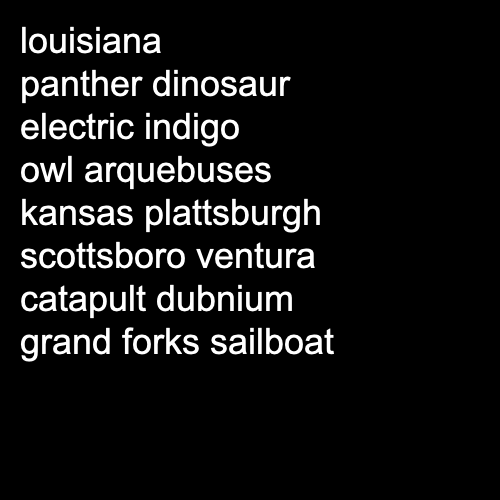 louisiana
panther dinosaur
electric indigo
owl arquebuses
kansas plattsburgh
scottsboro ventura
catapult dubnium
grand forks sailboat